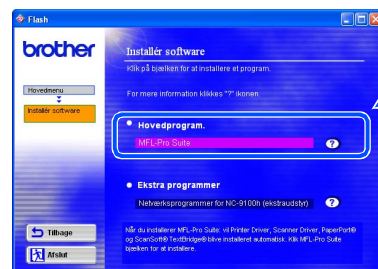 Flash
brother
Installér software
Klik på bjælken for at installere et program.
Hovedmenu
For mere information klikkes "?" ikonen.
Installér software
Hovedprogram.
MFL-Pro Suite
?
Ekstra programmer
Netværksprogrammer for NC-9100h (ekstraudstyr)
?
Tilbage
Når du installerer MFL-Pro Suite: vil Printer Driver, Scanner Driver, PaperPort®
og ScanSoft® TextBridge® blive installeret automatisk. Klik MFL-Pro Suite
bjælken for at installere.
Afslut